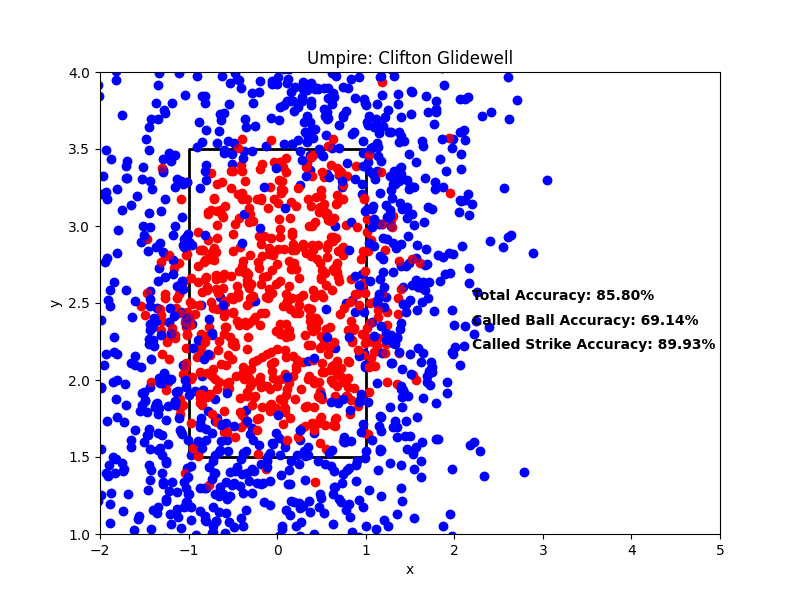 Umpire: Clifton Glidewell
4.0
3.5
3.0
2.5
2.0
1.5
1.0
y
Total Accuracy: 85.80%
Called Ball Accuracy: 69.14%
Called Strike Accuracy: 89.93%
−2
−1
0
1
2
3
4
5
x